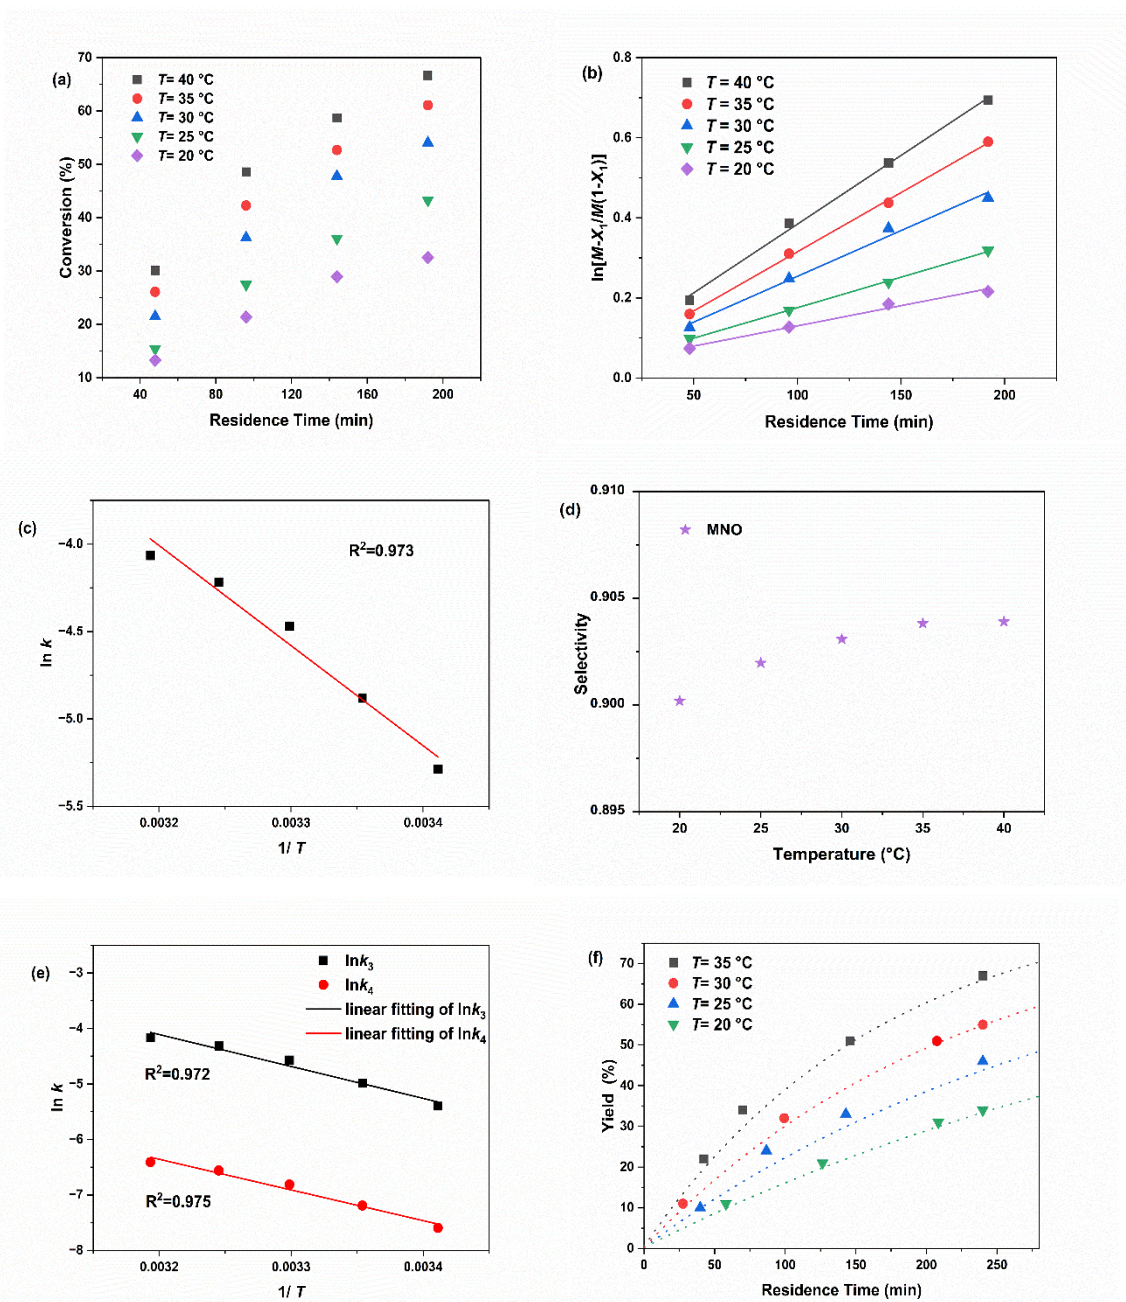 (a)
T= 40 °C
T= 35 °C
T= 30 °C
T= 25 °C
T= 20 °C
70
60
50
40
30
20
10
Conversion (%)
40
80
120
160
200
Residence Time (min)
(b)
T = 40 °C
T = 35 °C
T = 30 °C
T = 25 °C
T = 20 °C
0.8
0.6
0.4
0.2
0.0
ln[M-X₁/M(1-X₁)]
50
100
150
200
Residence Time (min)
(c)
R²=0.973
−4.0
−4.5
−5.0
−5.5
ln k
0.0032
0.0033
0.0034
1/ T
(d)
MNO
0.910
0.905
0.900
0.895
Selectivity
20
25
30
35
40
Temperature (°C)
(e)
lnk₃
lnk₄
linear fitting of lnk₃
linear fitting of lnk₄
R²=0.972
R²=0.975
−3
−4
−5
−6
−7
−8
ln k
0.0032
0.0033
0.0034
1/ T
(f)
T= 35 °C
T= 30 °C
T= 25 °C
T= 20 °C
70
60
50
40
30
20
10
0
Yield (%)
0
50
100
150
200
250
Residence Time (min)